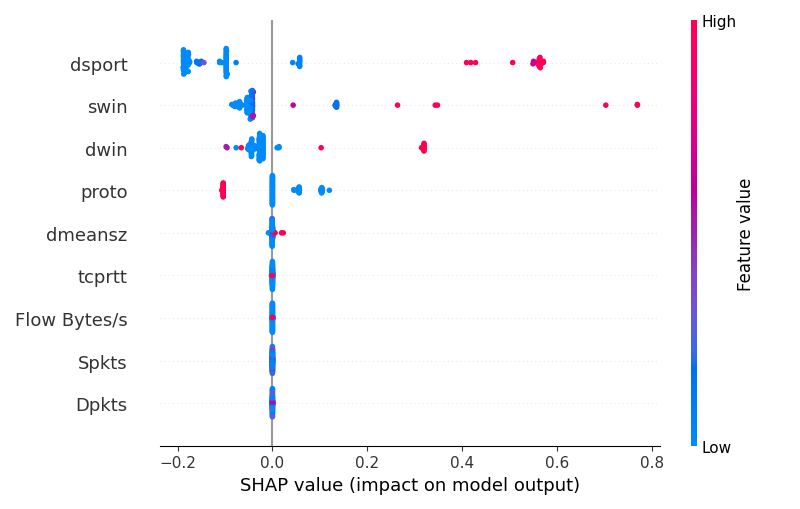 High
dsport
swin
dwin
proto
dmeansz
tcprtt
Flow Bytes/s
Spkts
Dpkts
Feature value
Low
−0.2 0.0 0.2 0.4 0.6 0.8
SHAP value (impact on model output)